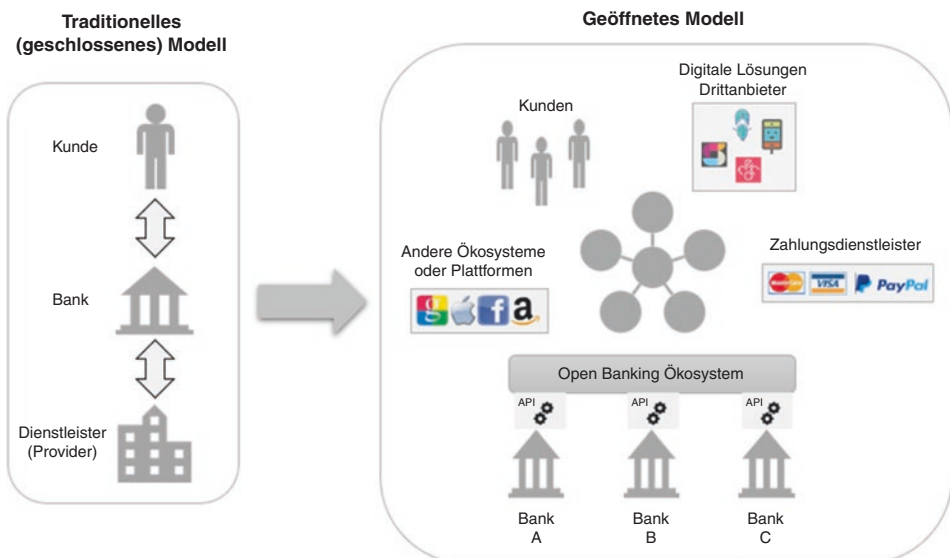 Traditionelles
(geschlossenes) Modell
Kunde
Bank
Dienstleister
(Provider)
Geöffnetes Modell
Kunden
Digitale Lösungen
Drittanbieter
Andere Ökosysteme
oder Plattformen
g f a
Zahlungsdienstleister
MasterCard VISA PayPal
Open Banking Ökosystem
API API API
Bank Bank Bank
A B C